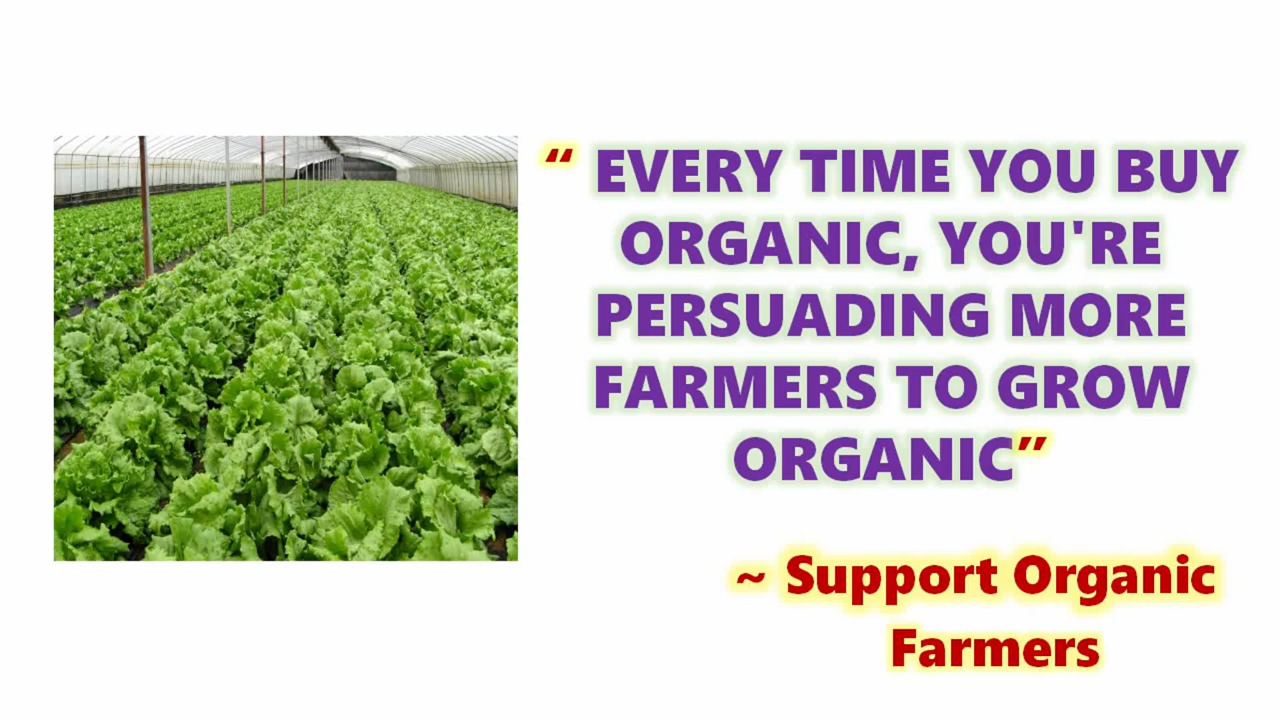 “ EVERY TIME YOU BUY
ORGANIC, YOU'RE
PERSUADING MORE
FARMERS TO GROW
ORGANIC”
~ Support Organic
Farmers